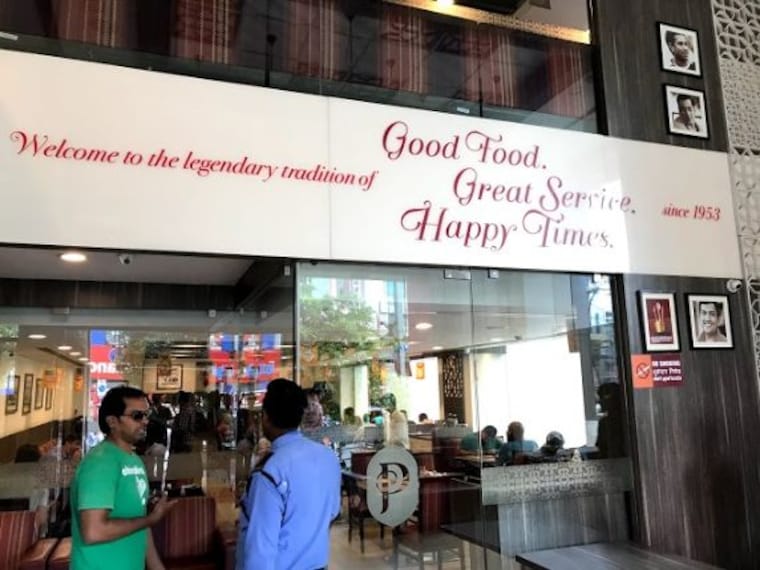 Welcome to the legendary tradition of
Good Food.
Great Service.
Happy Times.
since 1953
P